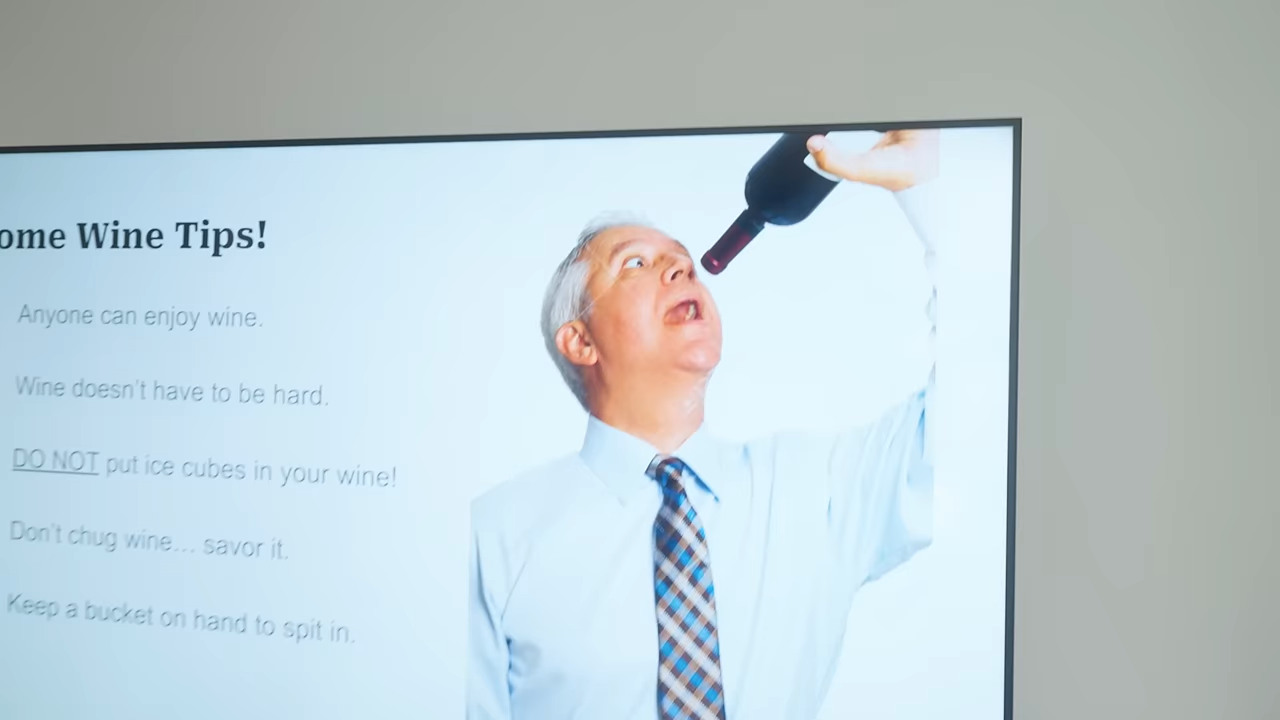 ome Wine Tips!
Anyone can enjoy wine.
Wine doesn't have to be hard.
DO NOT put ice cubes in your wine!
Don't chug wine... savor it.
Keep a bucket on hand to spit in.